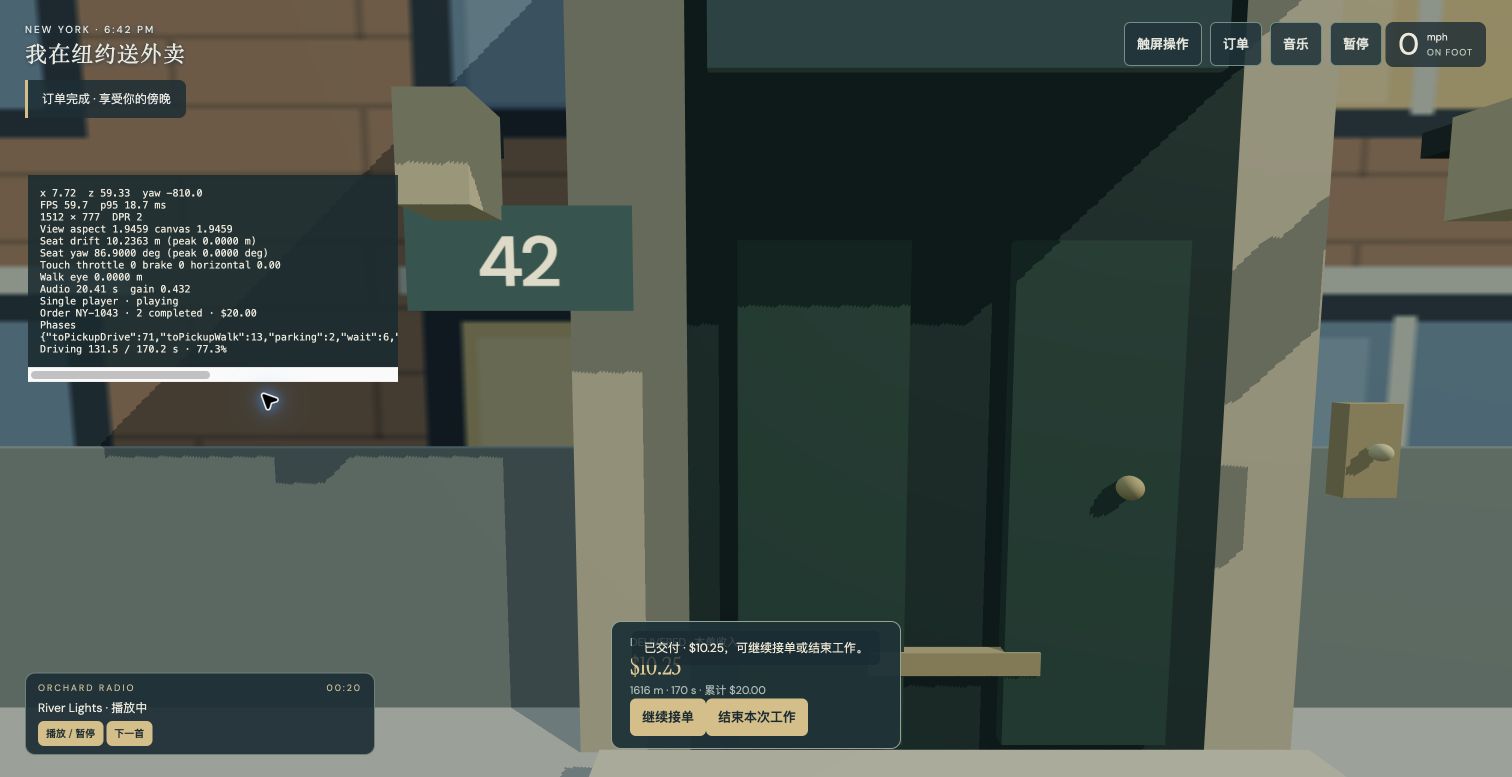 NEW YORK · 6:42 PM
我在纽约送外卖
订单完成 · 享受你的傍晚
触屏操作
订单
音乐
暂停
0 mph
ON FOOT
x 7.72 z 59.33 yaw -810.0
FPS 59.7 p95 18.7 ms
1512 × 777 DPR 2
View aspect 1.9459 canvas 1.9459
Seat drift 10.2363 m (peak 0.0000 m)
Seat yaw 86.9000 deg (peak 0.0000 deg)
Touch throttle 0 brake 0 horizontal 0.00
Walk eye 0.0000 m
Audio 20.41 s gain 0.432
Single player · playing
Order NY-1043 · 2 completed · $20.00
Phases
{"toPickupDrive":71,"toPickupWalk":13,"parking":2,"wait":6,"
Driving 131.5 / 170.2 s · 77.3%
42
DELIVERED · 本单收入
已交付 · $10.25，可继续接单或结束工作。
$10.25
1616 m · 170 s · 累计 $20.00
继续接单
结束本次工作
ORCHARD RADIO 00:20
River Lights · 播放中
播放 / 暂停
下一首